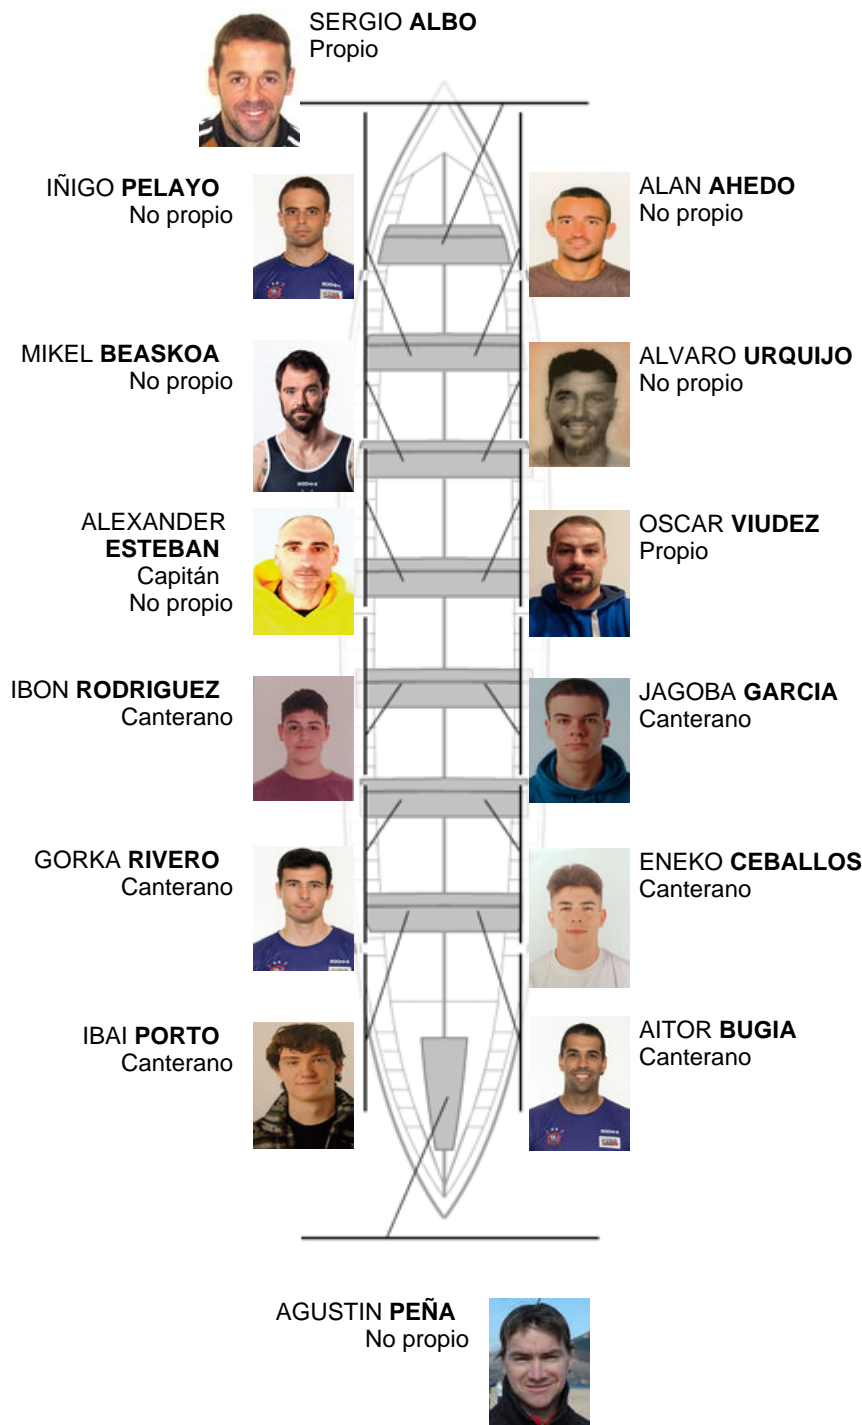 SERGIO ALBO
Propio
IÑIGO PELAYO
No propio
ALAN AHEDO
No propio
MIKEL BEASKOA
No propio
ALVARO URQUIJO
No propio
ALEXANDER
ESTEBAN
Capitán
No propio
OSCAR VIUDEZ
Propio
IBON RODRIGUEZ
Canterano
JAGOBA GARCIA
Canterano
GORKA RIVERO
Canterano
ENEKO CEBALLOS
Canterano
IBAI PORTO
Canterano
AITOR BUGIA
Canterano
AGUSTIN PEÑA
No propio